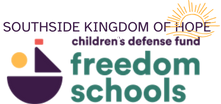 SOUTHSIDE KINGDOM OF HOPE
children's defense fund
freedom
schools